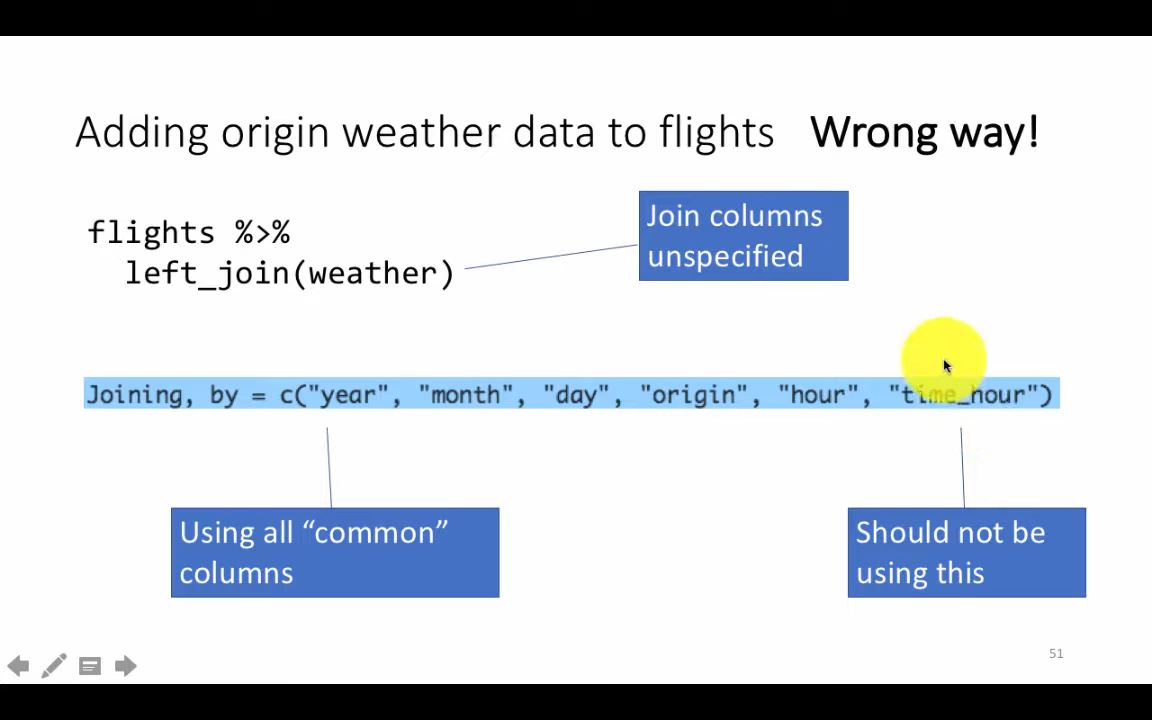 Adding origin weather data to flights Wrong way!
flights %>%
left_join(weather)
Join columns
unspecified
Joining, by = c("year", "month", "day", "origin", "hour", "time_hour")
Using all “common”
columns
Should not be
using this
51